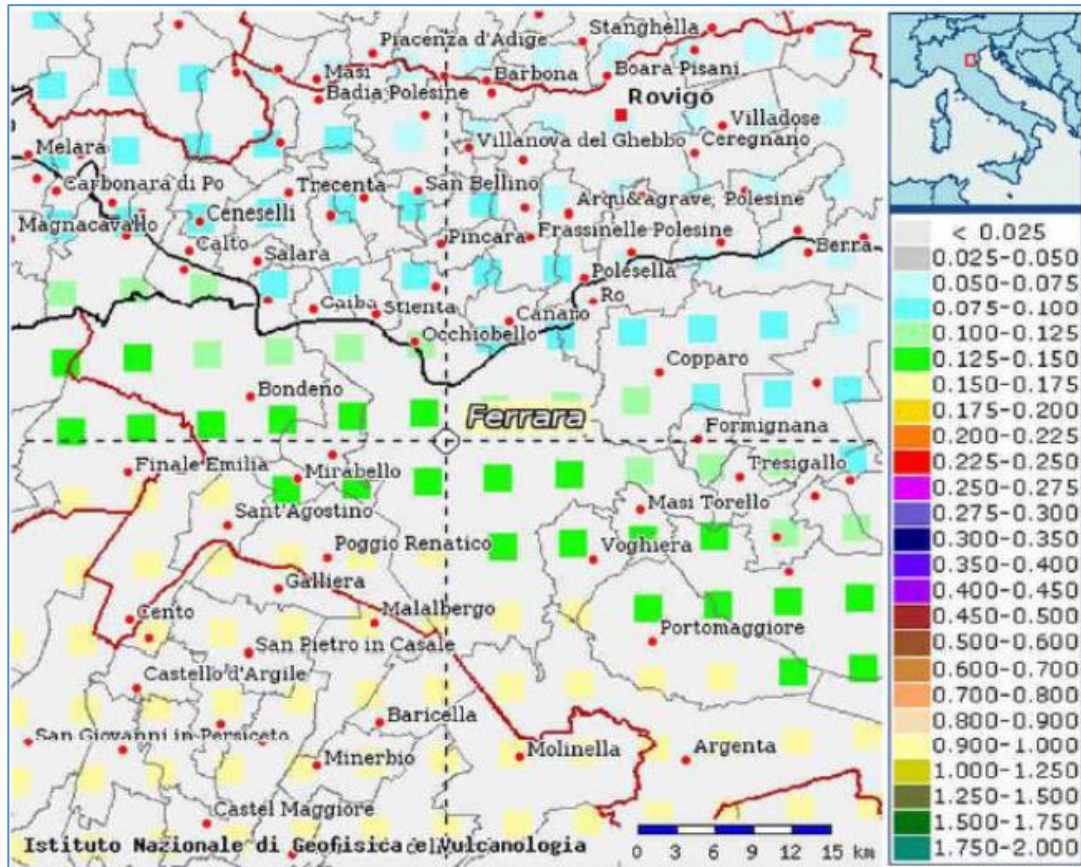 Stanghella
Piacenza d'Adige
Masi
Barbona
Boara Pisani
Badia Polesine
Rovigo
Villadose
Villanova del Ghebbo
Ceregnano
Melara
Carbonara di Po
Trecenta
San Bellino
Arqu&agrave; Polesine
Magnacavallo
Ceneselli
Calto
Pincara
Frassinelle Polesine
Berra
Salara
Polesella
Gaiba
Stienta
Canaro
Ro
Occhiobello
Copparo
Bondeno
Ferrara
Formignana
Finale Emilia
Mirabello
Tresigallo
Masi Torello
Sant'Agostino
Poggio Renatico
Voghiera
Galliera
Cento
Malalbergo
Portomaggiore
San Pietro in Casale
Castello d'Argile
Baricella
San Giovanni in Persiceto
Minerbio
Molinella
Argenta
Castel Maggiore
Istituto Nazionale di Geofisica e Vulcanologia
0 3 6 9 12 15 km
< 0.025
0.025-0.050
0.050-0.075
0.075-0.100
0.100-0.125
0.125-0.150
0.150-0.175
0.175-0.200
0.200-0.225
0.225-0.250
0.250-0.275
0.275-0.300
0.300-0.350
0.350-0.400
0.400-0.450
0.450-0.500
0.500-0.600
0.600-0.700
0.700-0.800
0.800-0.900
0.900-1.000
1.000-1.250
1.250-1.500
1.500-1.750
1.750-2.000